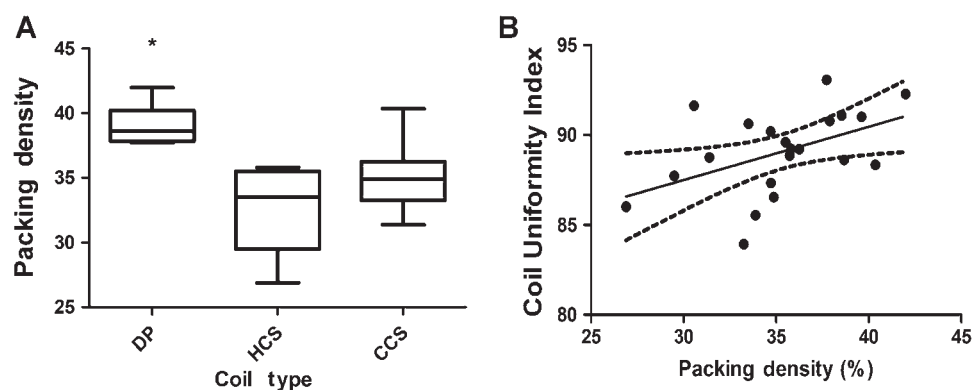 A
*
Packing density
45
40
35
30
25
DP
HCS
CCS
Coil type
B
Coil Uniformity Index
95
90
85
80
25
30
35
40
45
Packing density (%)